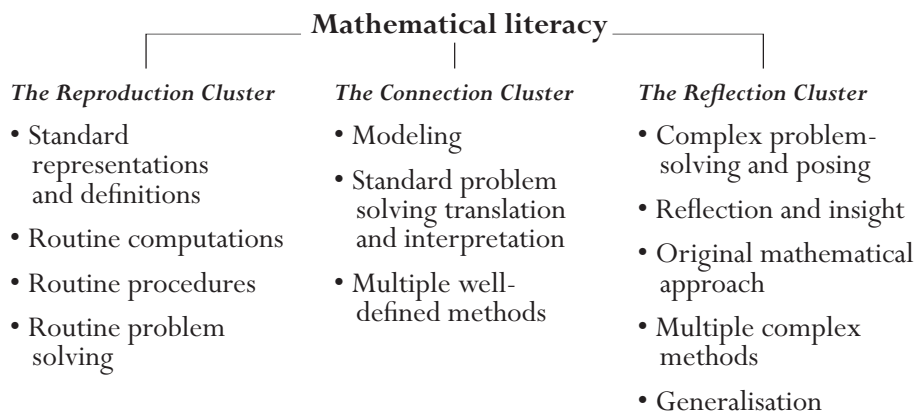 Mathematical literacy
The Reproduction Cluster
• Standard
representations
and definitions
• Routine computations
• Routine procedures
• Routine problem
solving
The Connection Cluster
• Modeling
• Standard problem
solving translation
and interpretation
• Multiple well-
defined methods
The Reflection Cluster
• Complex problem-
solving and posing
• Reflection and insight
• Original mathematical
approach
• Multiple complex
methods
• Generalisation